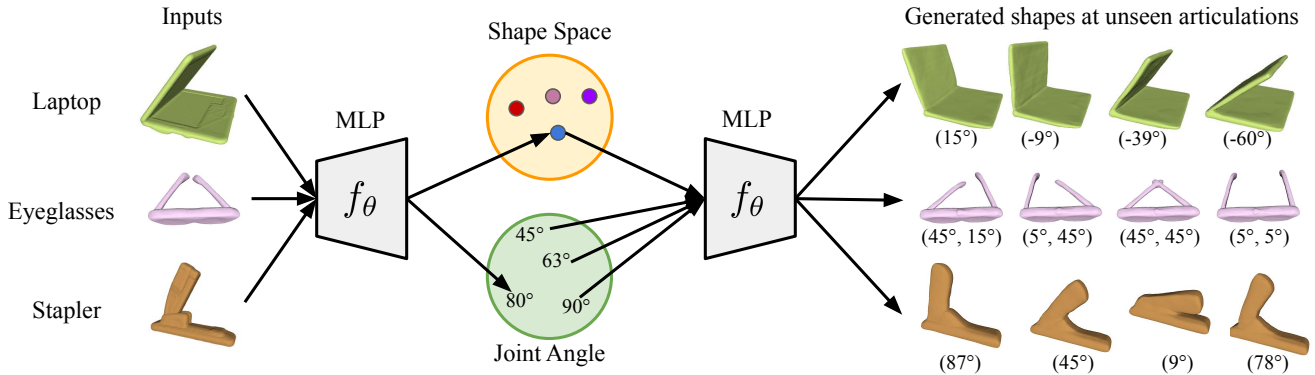 Inputs
Shape Space
Generated shapes at unseen articulations
Laptop
MLP
MLP
(15°) (-9°) (-39°) (-60°)
Eyeglasses
fθ
fθ
(45°, 15°) (5°, 45°) (45°, 45°) (5°, 5°)
45°
63°
80°
90°
Stapler
Joint Angle
(87°) (45°) (9°) (78°)